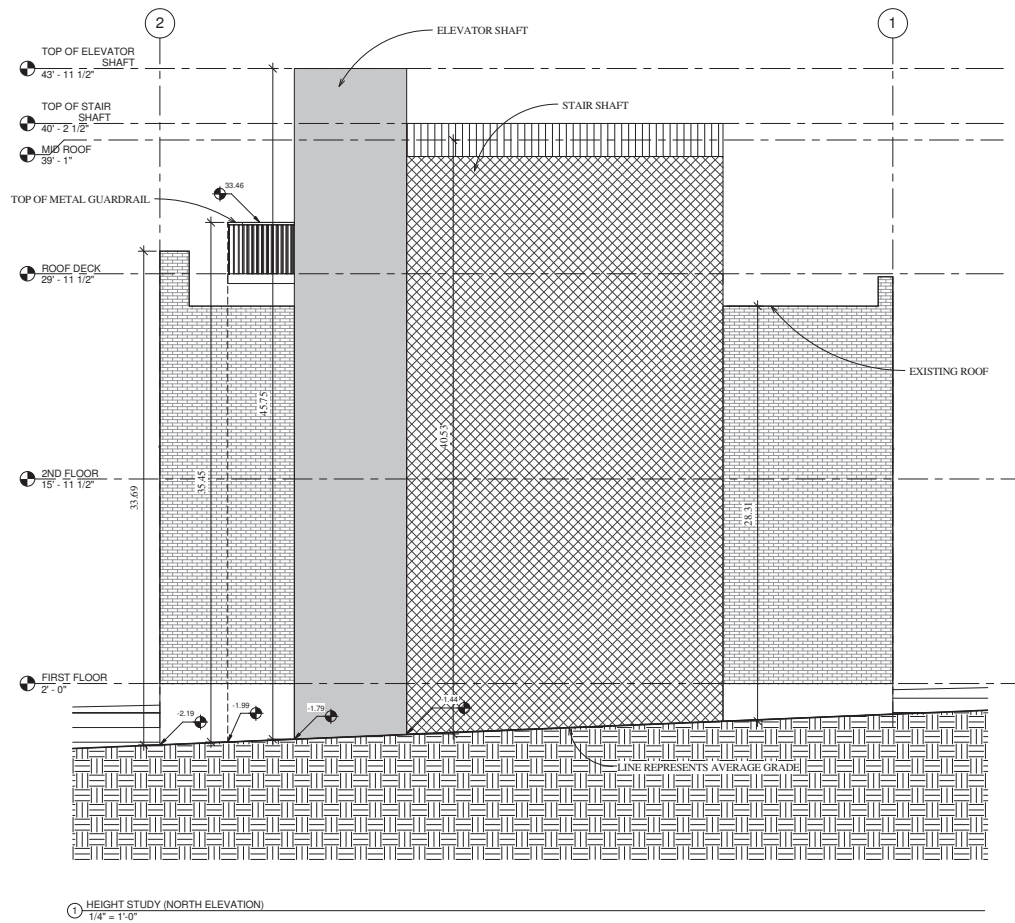 2
1
ELEVATOR SHAFT
TOP OF ELEVATOR
SHAFT
43' - 11 1/2"
STAIR SHAFT
TOP OF STAIR
SHAFT
40' - 2 1/2"
MID ROOF
39' - 1"
33.46
TOP OF METAL GUARDRAIL
ROOF DECK
29' - 11 1/2"
EXISTING ROOF
45.75
40.53
35.45
33.69
28.31
2ND FLOOR
15' - 11 1/2"
FIRST FLOOR
2' - 0"
-2.19
-1.99
-1.79
-1.44
LINE REPRESENTS AVERAGE GRADE
1
HEIGHT STUDY (NORTH ELEVATION)
1/4" = 1'-0"